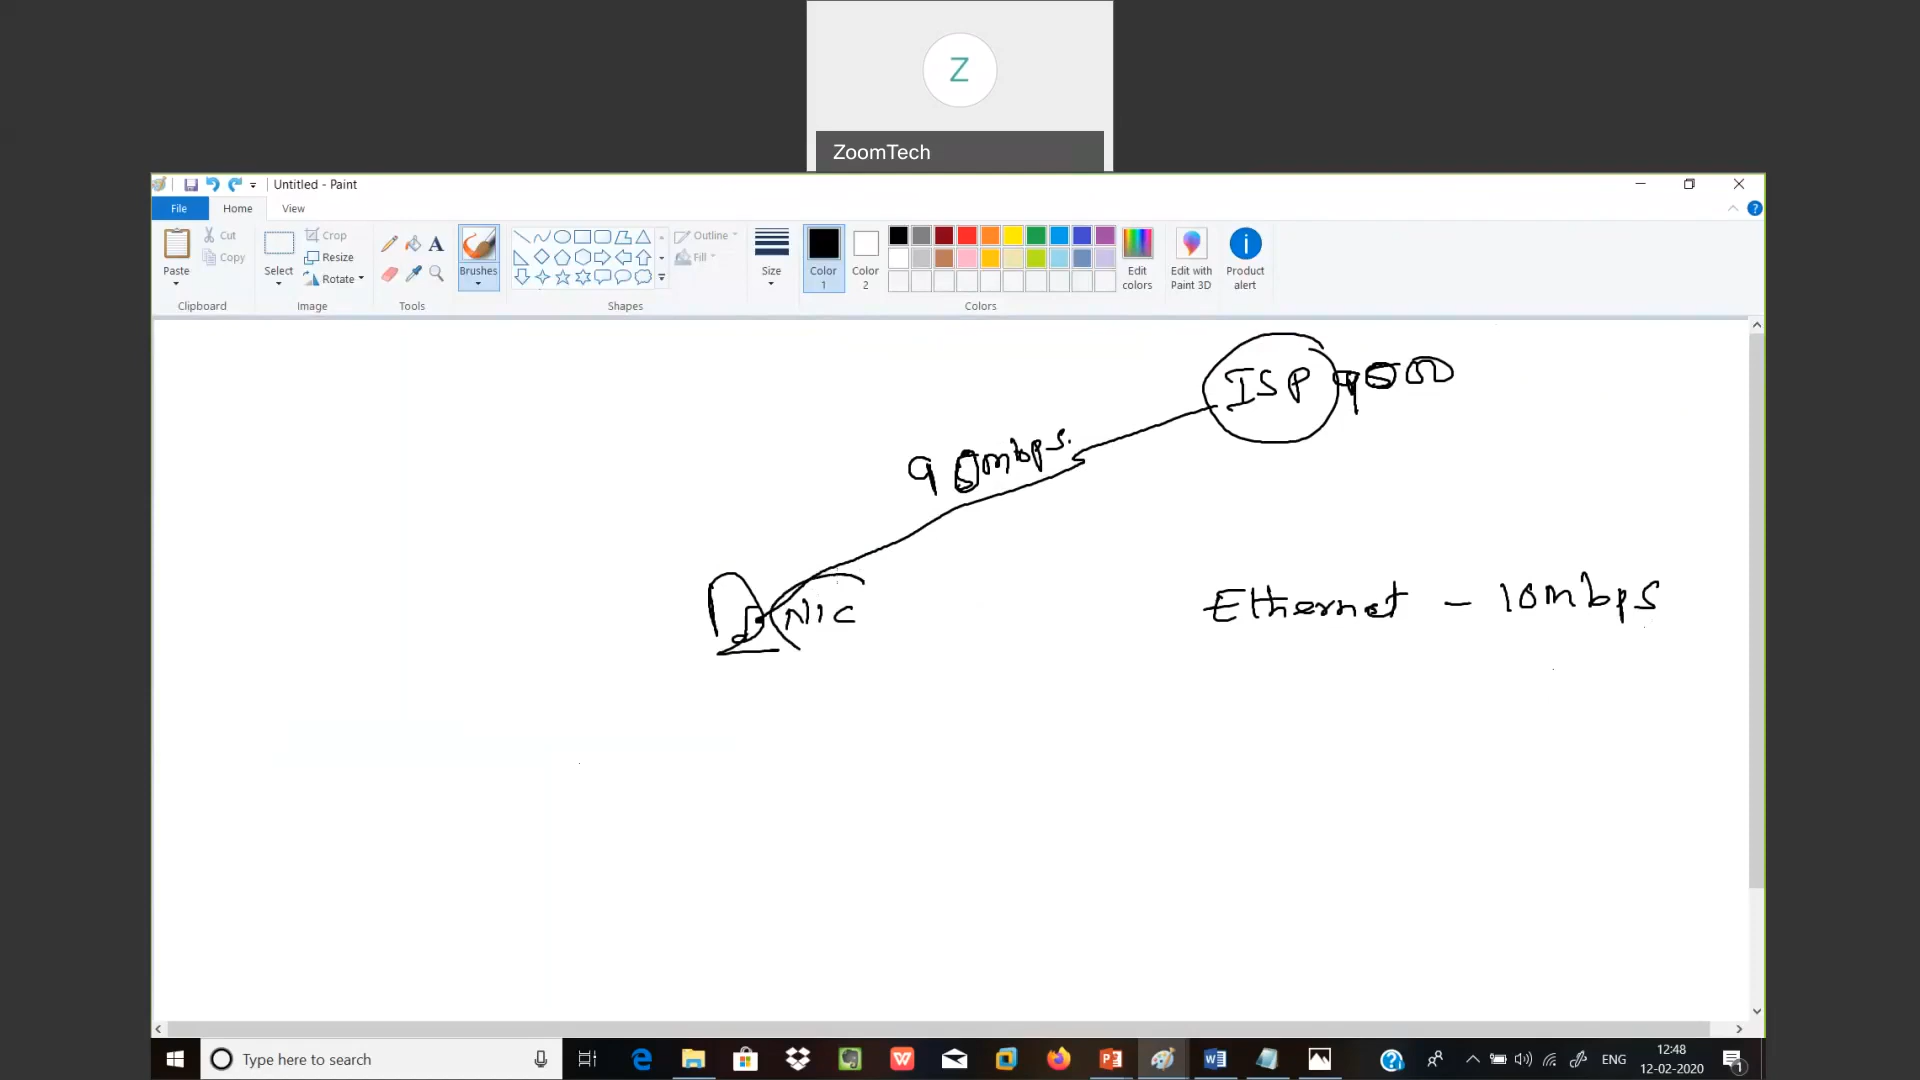 Z
ZoomTech
Untitled - Paint
File Home View
Paste Cut Copy Select Crop Resize Rotate Brushes Outline Fill Size Color 1 Color 2 Edit colors Edit with Paint 3D Product alert
Clipboard Image Tools Shapes Colors
ISP
mbps.
NIC
Ethernet - 10mbps
Type here to search
ENG
12:48
12-02-2020
1